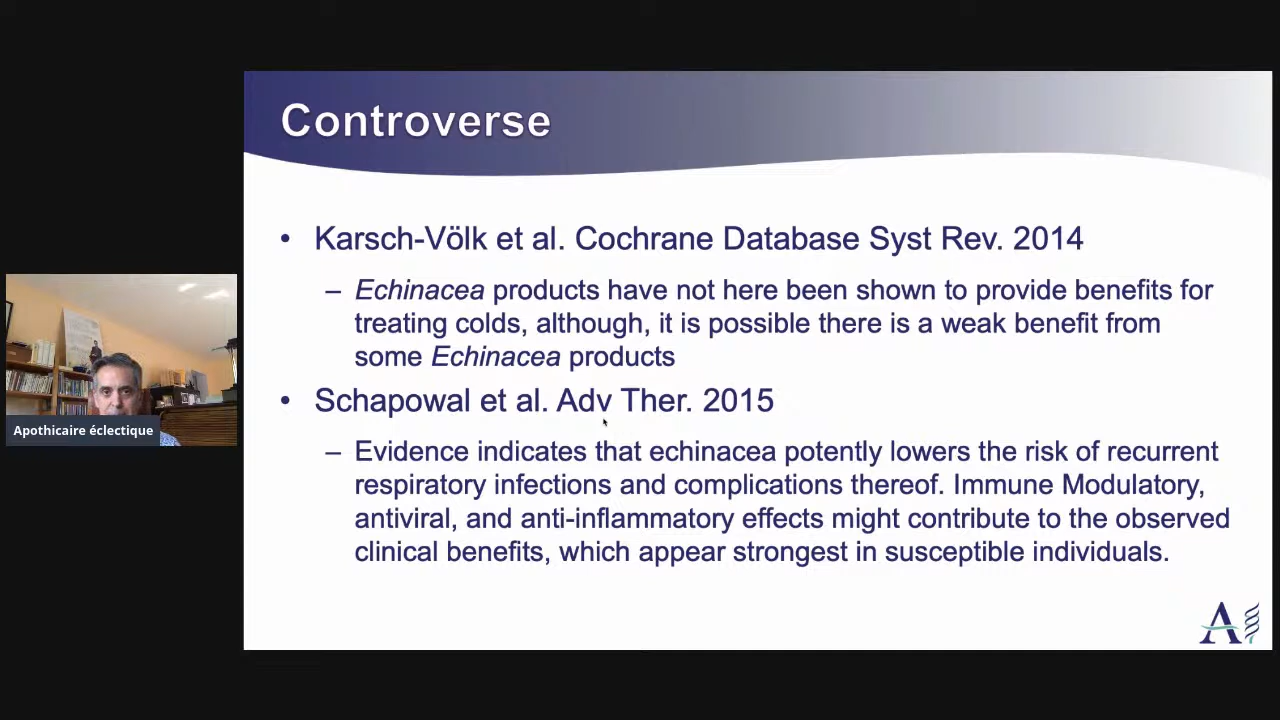 Controverse
• Karsch-Völk et al. Cochrane Database Syst Rev. 2014
– Echinacea products have not here been shown to provide benefits for
treating colds, although, it is possible there is a weak benefit from
some Echinacea products
• Schapowal et al. Adv Ther. 2015
– Evidence indicates that echinacea potently lowers the risk of recurrent
respiratory infections and complications thereof. Immune Modulatory,
antiviral, and anti-inflammatory effects might contribute to the observed
clinical benefits, which appear strongest in susceptible individuals.
Apothicaire éclectique
A